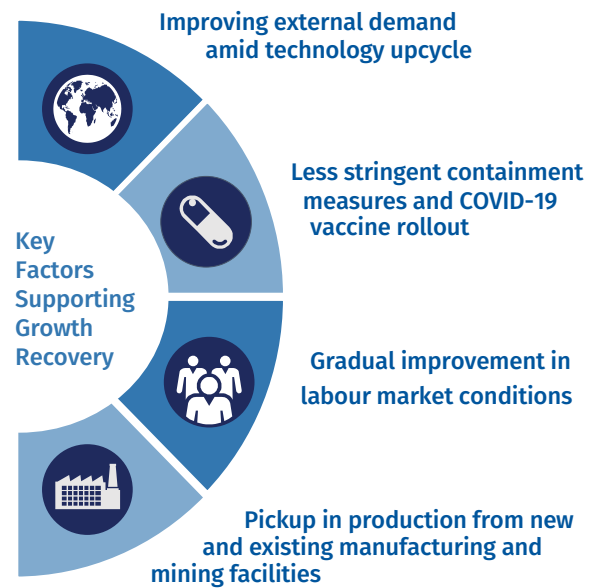 Improving external demand
amid technology upcycle
Less stringent containment
measures and COVID-19
vaccine rollout
Key
Factors
Supporting
Growth
Recovery
Gradual improvement in
labour market conditions
Pickup in production from new
and existing manufacturing and
mining facilities